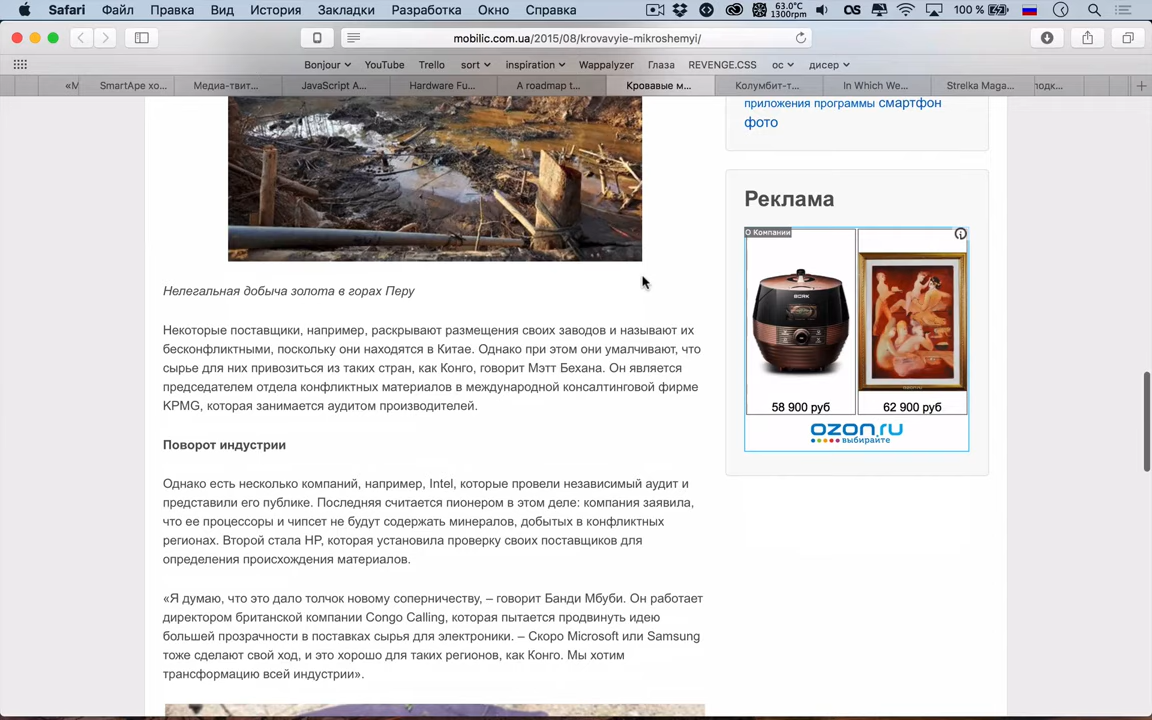 Safari Файл Правка Вид История Закладки Разработка Окно Справка
63.0°C
1300rpm
100 %
mobilic.com.ua/2015/08/krovavyie-mikroshemyi/
Bonjour YouTube Trello sort inspiration Wappalyzer Глаза REVENGE.CSS ос дисер
«М SmartApe хо... Медиа-твит... JavaScript A... Hardware Fu... A roadmap t... Кровавые м... Колумбит-т... In Which We... Strelka Maga... подк...
приложения программы смартфон
фото
Реклама
О Компании
BORK
58 900 руб 62 900 руб
ozon.ru
выбирайте
Нелегальная добыча золота в горах Перу
Некоторые поставщики, например, раскрывают размещения своих заводов и называют их
бесконфликтными, поскольку они находятся в Китае. Однако при этом они умалчивают, что
сырье для них привозиться из таких стран, как Конго, говорит Мэтт Бехана. Он является
председателем отдела конфликтных материалов в международной консалтинговой фирме
KPMG, которая занимается аудитом производителей.
Поворот индустрии
Однако есть несколько компаний, например, Intel, которые провели независимый аудит и
представили его публике. Последняя считается пионером в этом деле: компания заявила,
что ее процессоры и чипсет не будут содержать минералов, добытых в конфликтных
регионах. Второй стала HP, которая установила проверку своих поставщиков для
определения происхождения материалов.
«Я думаю, что это дало толчок новому соперничеству, – говорит Банди Мбуби. Он работает
директором британской компании Congo Calling, которая пытается продвинуть идею
большей прозрачности в поставках сырья для электроники. – Скоро Microsoft или Samsung
тоже сделают свой ход, и это хорошо для таких регионов, как Конго. Мы хотим
трансформацию всей индустрии».